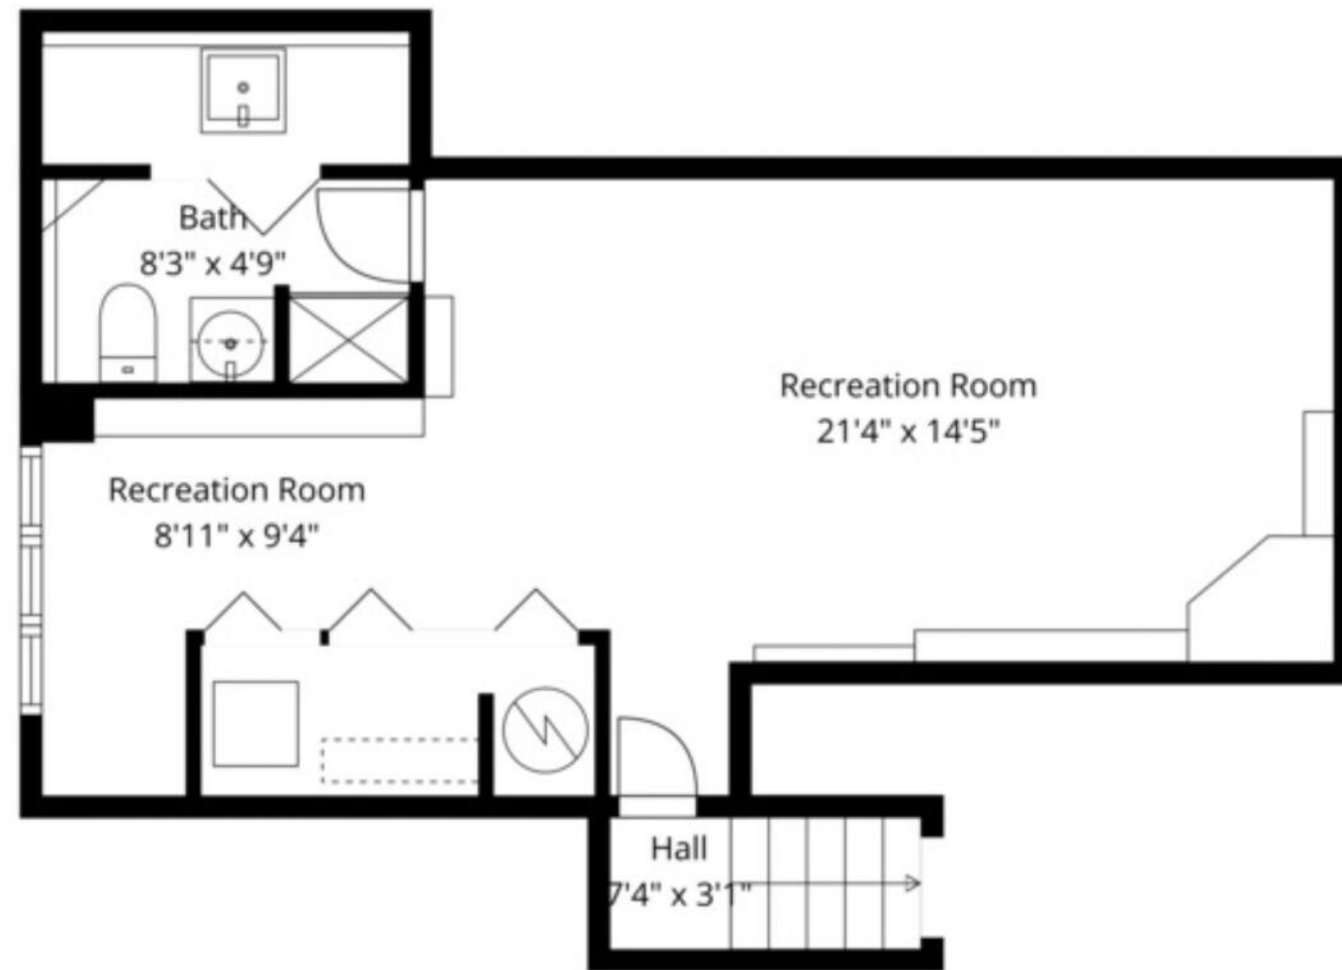 Bath
8'3" x 4'9"
Recreation Room
21'4" x 14'5"
Recreation Room
8'11" x 9'4"
Hall
7'4" x 3'1"